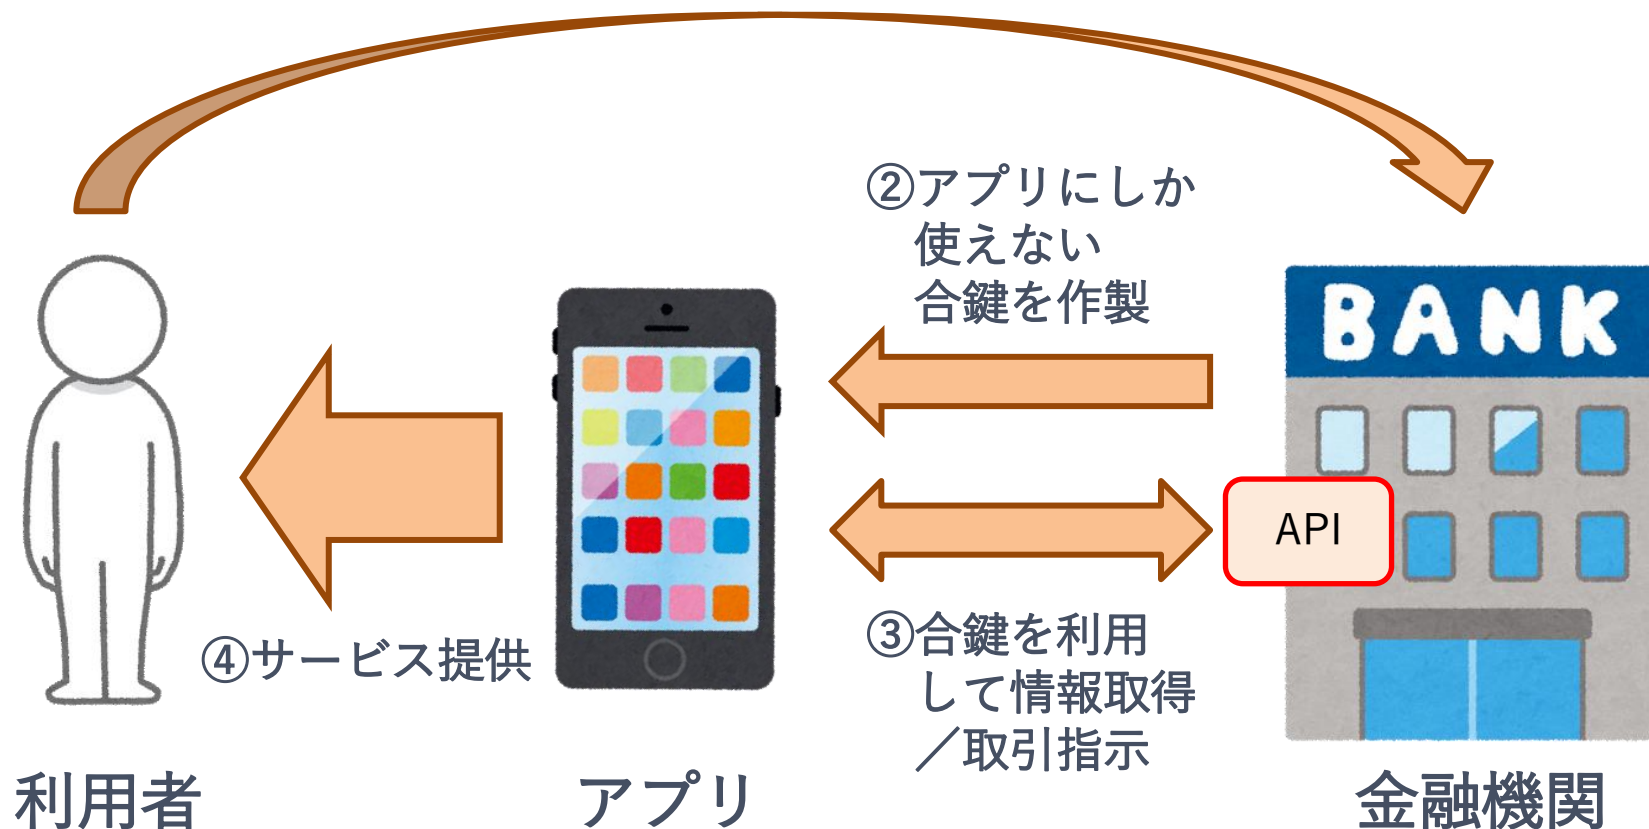 ②アプリにしか
使えない
合鍵を作製
BANK
API
③合鍵を利用
して情報取得
／取引指示
④サービス提供
利用者
アプリ
金融機関